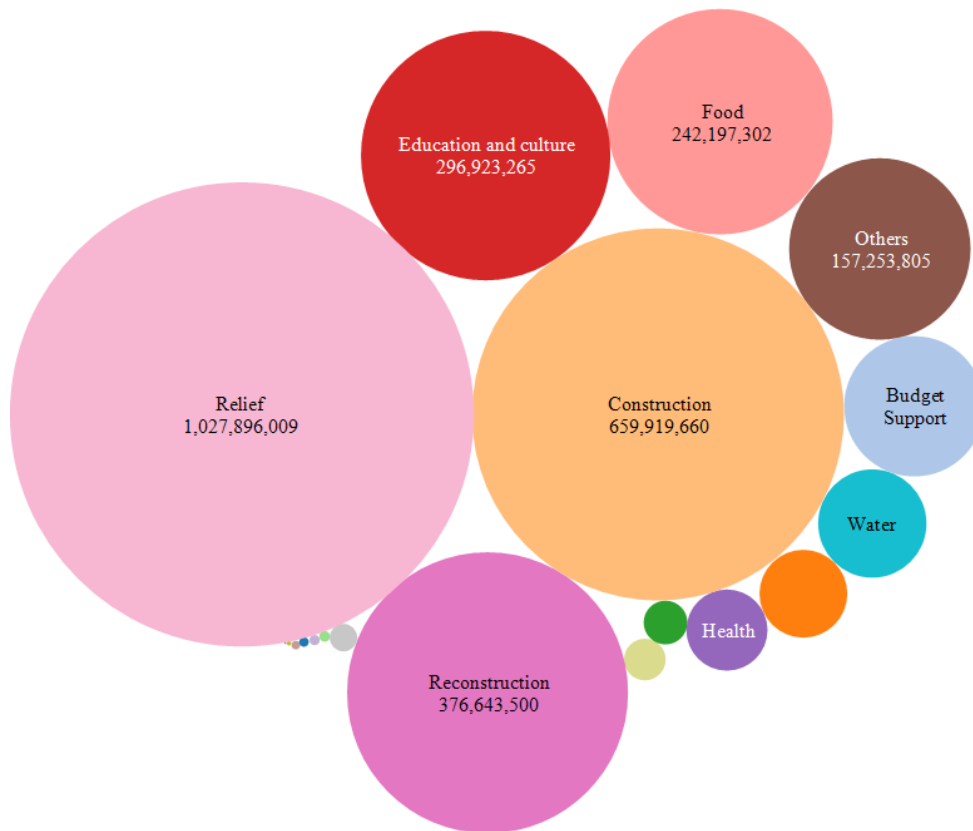 Food
242,197,302
Education and culture
296,923,265
Others
157,253,805
Relief
1,027,896,009
Construction
659,919,660
Budget
Support
Water
Health
Reconstruction
376,643,500